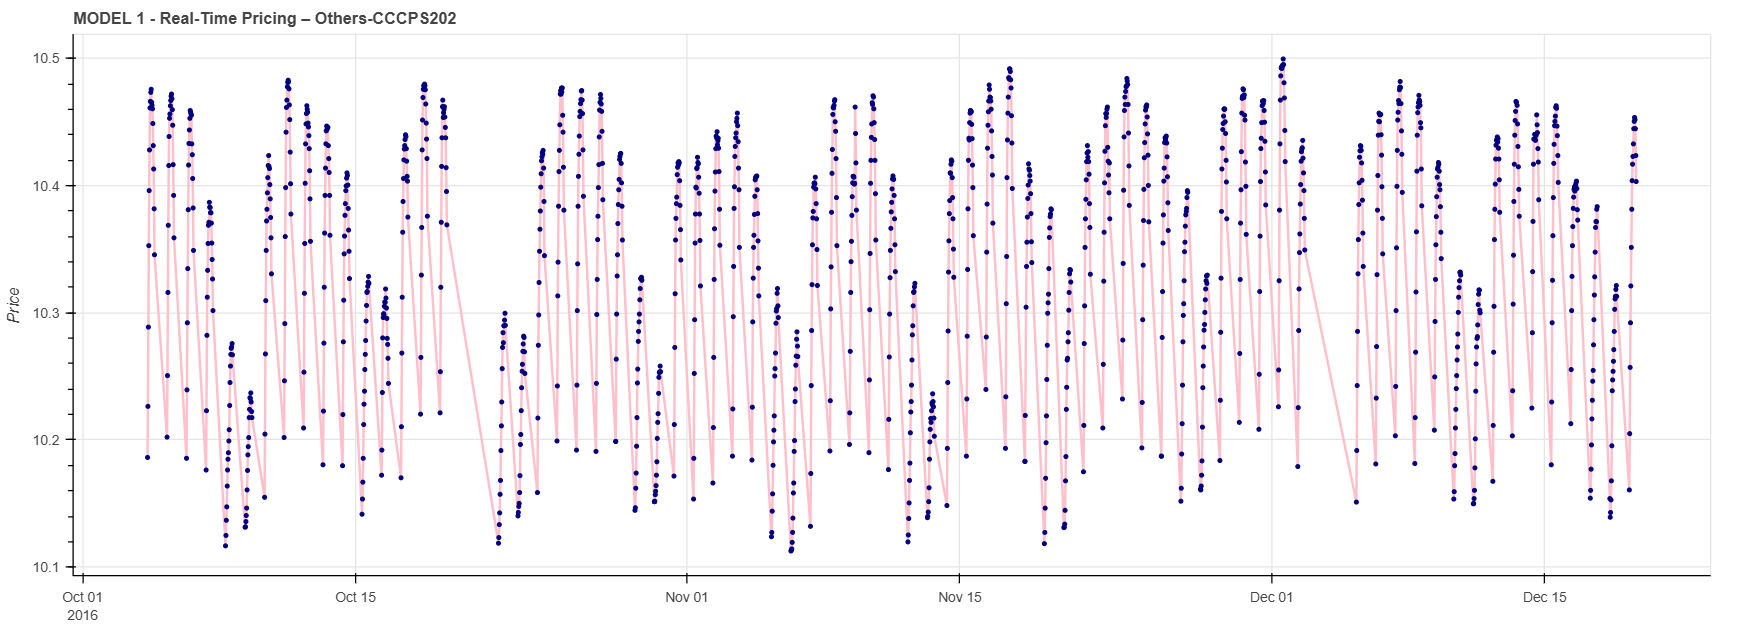 MODEL 1 - Real-Time Pricing – Others-CCCPS202
10.5
10.4
10.3
10.2
10.1
Price
Oct 01 Oct 15 Nov 01 Nov 15 Dec 01 Dec 15
2016